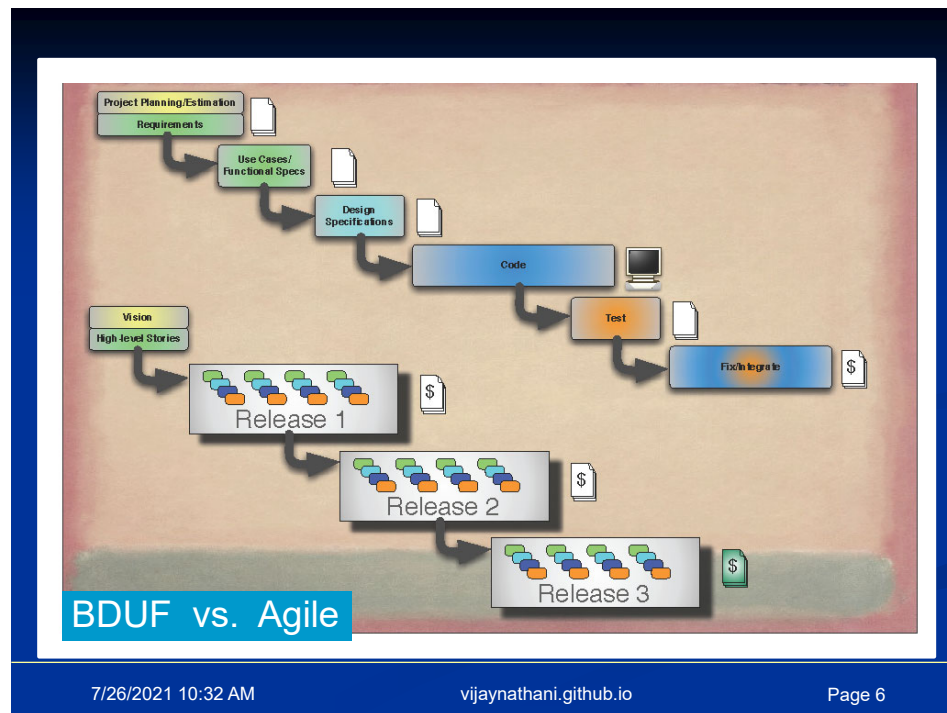 Project Planning/Estimation
Requirements
Use Cases/
Functional Specs
Design
Specifications
Code
Test
Fix/Integrate
$
Vision
High-level Stories
Release 1
$
Release 2
$
Release 3
$
BDUF vs. Agile
7/26/2021 10:32 AM
vijaynathani.github.io
Page 6